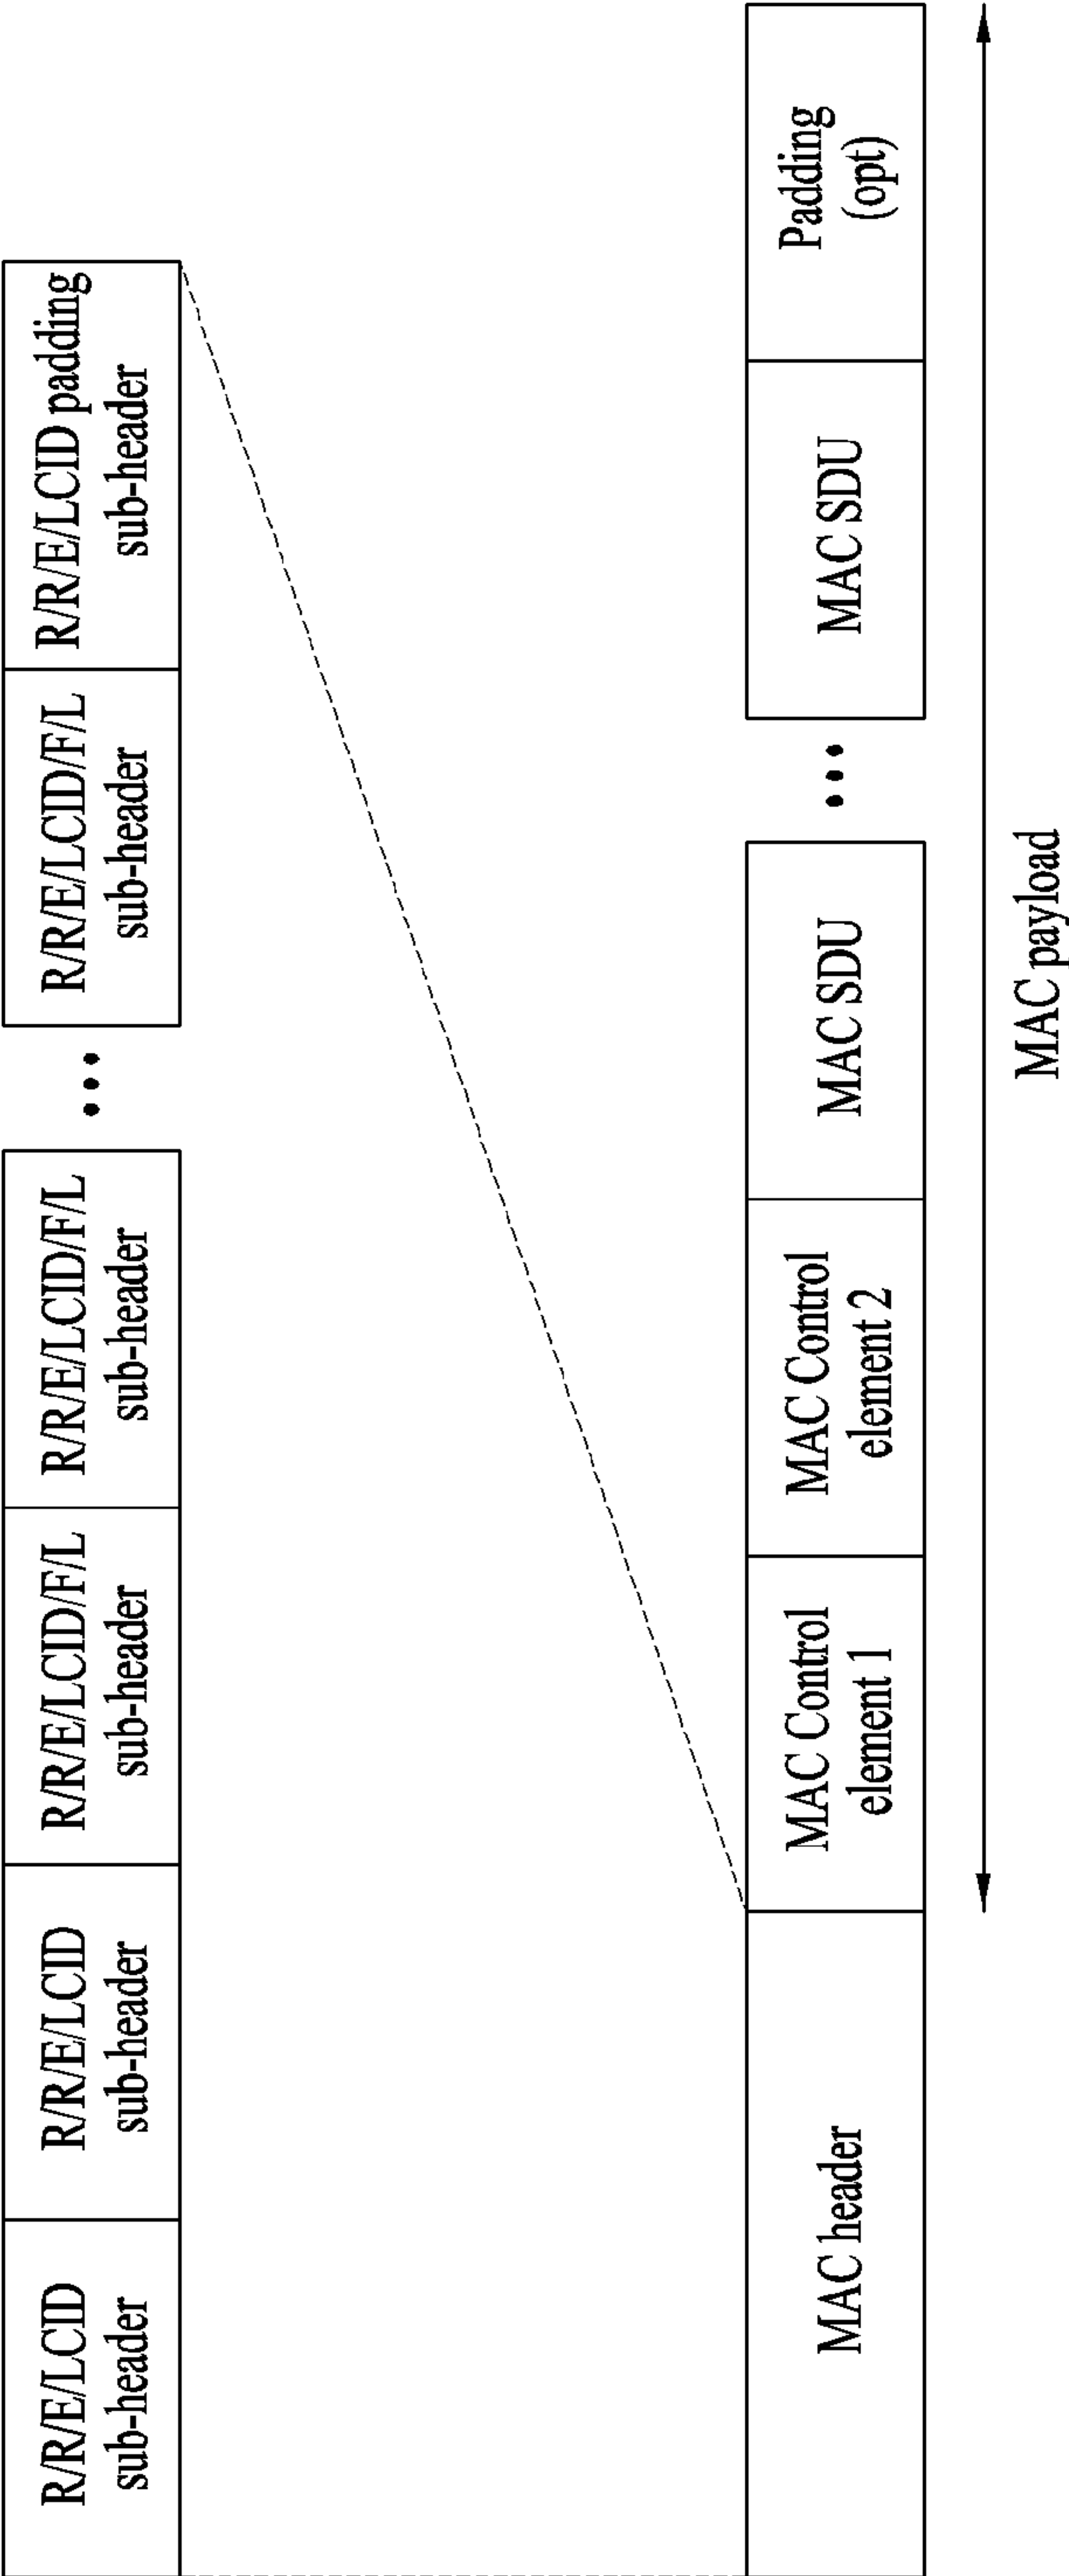 R/R/E/LCID
sub-header
R/R/E/LCID
sub-header
R/R/E/LCID/F/L
sub-header
R/R/E/LCID/F/L
sub-header
...
R/R/E/LCID/F/L
sub-header
R/R/E/LCID padding
sub-header
MAC header
MAC Control
element 1
MAC Control
element 2
MAC SDU
...
MAC SDU
Padding
(opt)
MAC payload